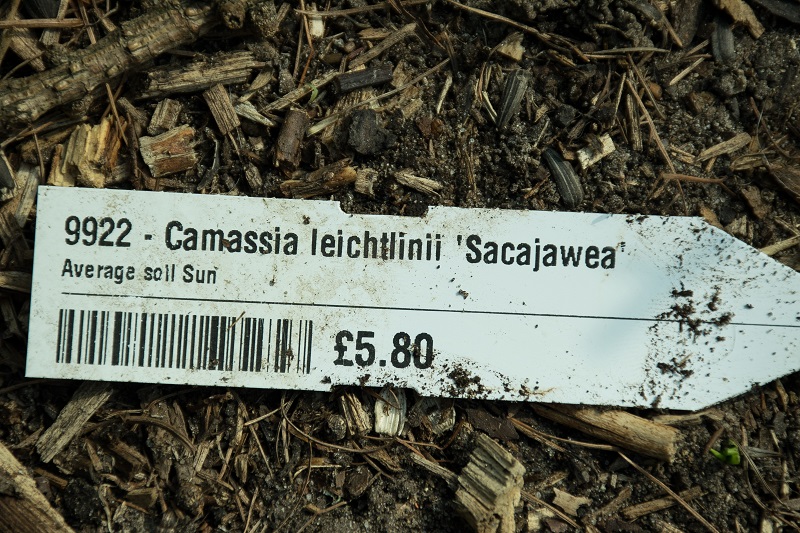 9922 - Camassia leichtlinii 'Sacajawea'
Average soil Sun
£5.80